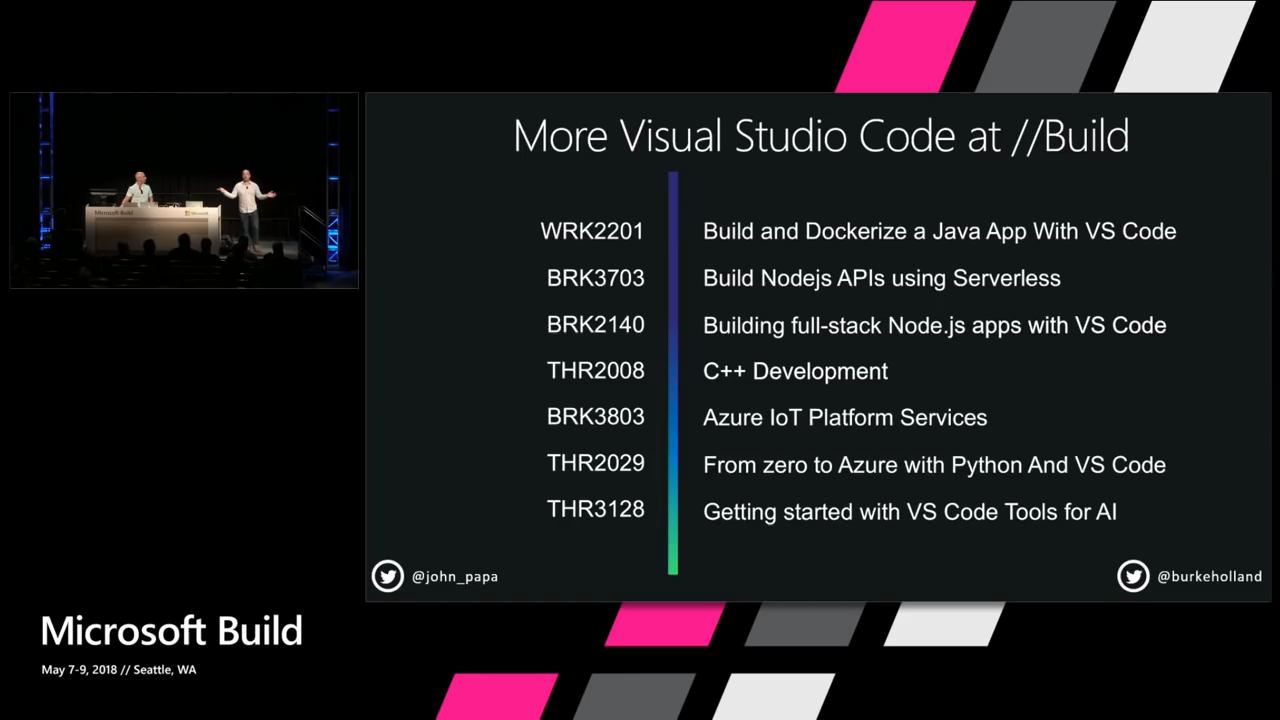 More Visual Studio Code at //Build
WRK2201 Build and Dockerize a Java App With VS Code
BRK3703 Build Nodejs APIs using Serverless
BRK2140 Building full-stack Node.js apps with VS Code
THR2008 C++ Development
BRK3803 Azure IoT Platform Services
THR2029 From zero to Azure with Python And VS Code
THR3128 Getting started with VS Code Tools for AI
@john_papa
@burkeholland
Microsoft Build
Microsoft
Microsoft Build
May 7-9, 2018 // Seattle, WA